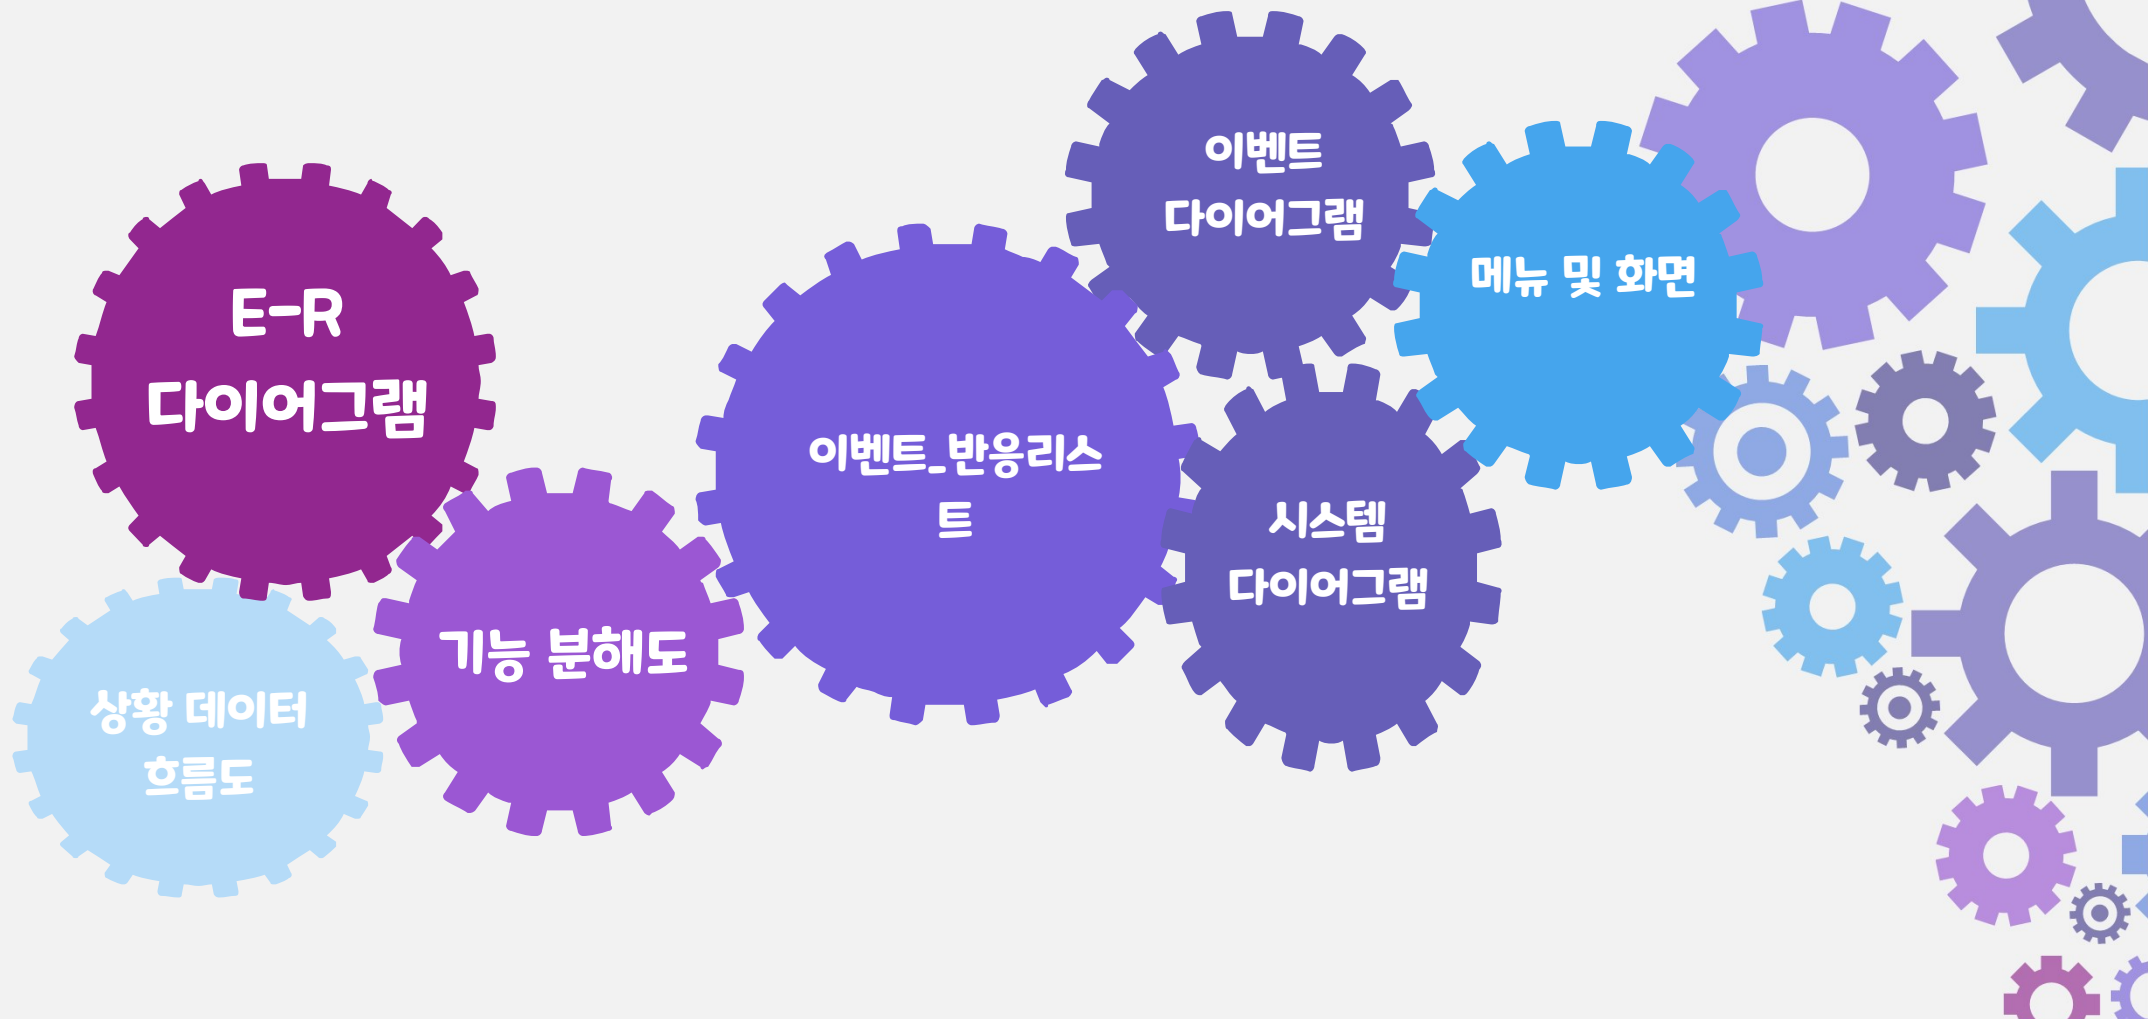 E-R
다이어그램
상황 데이터
흐름도
기능 분해도
이벤트_반응리스
트
이벤트
다이어그램
시스템
다이어그램
메뉴 및 화면